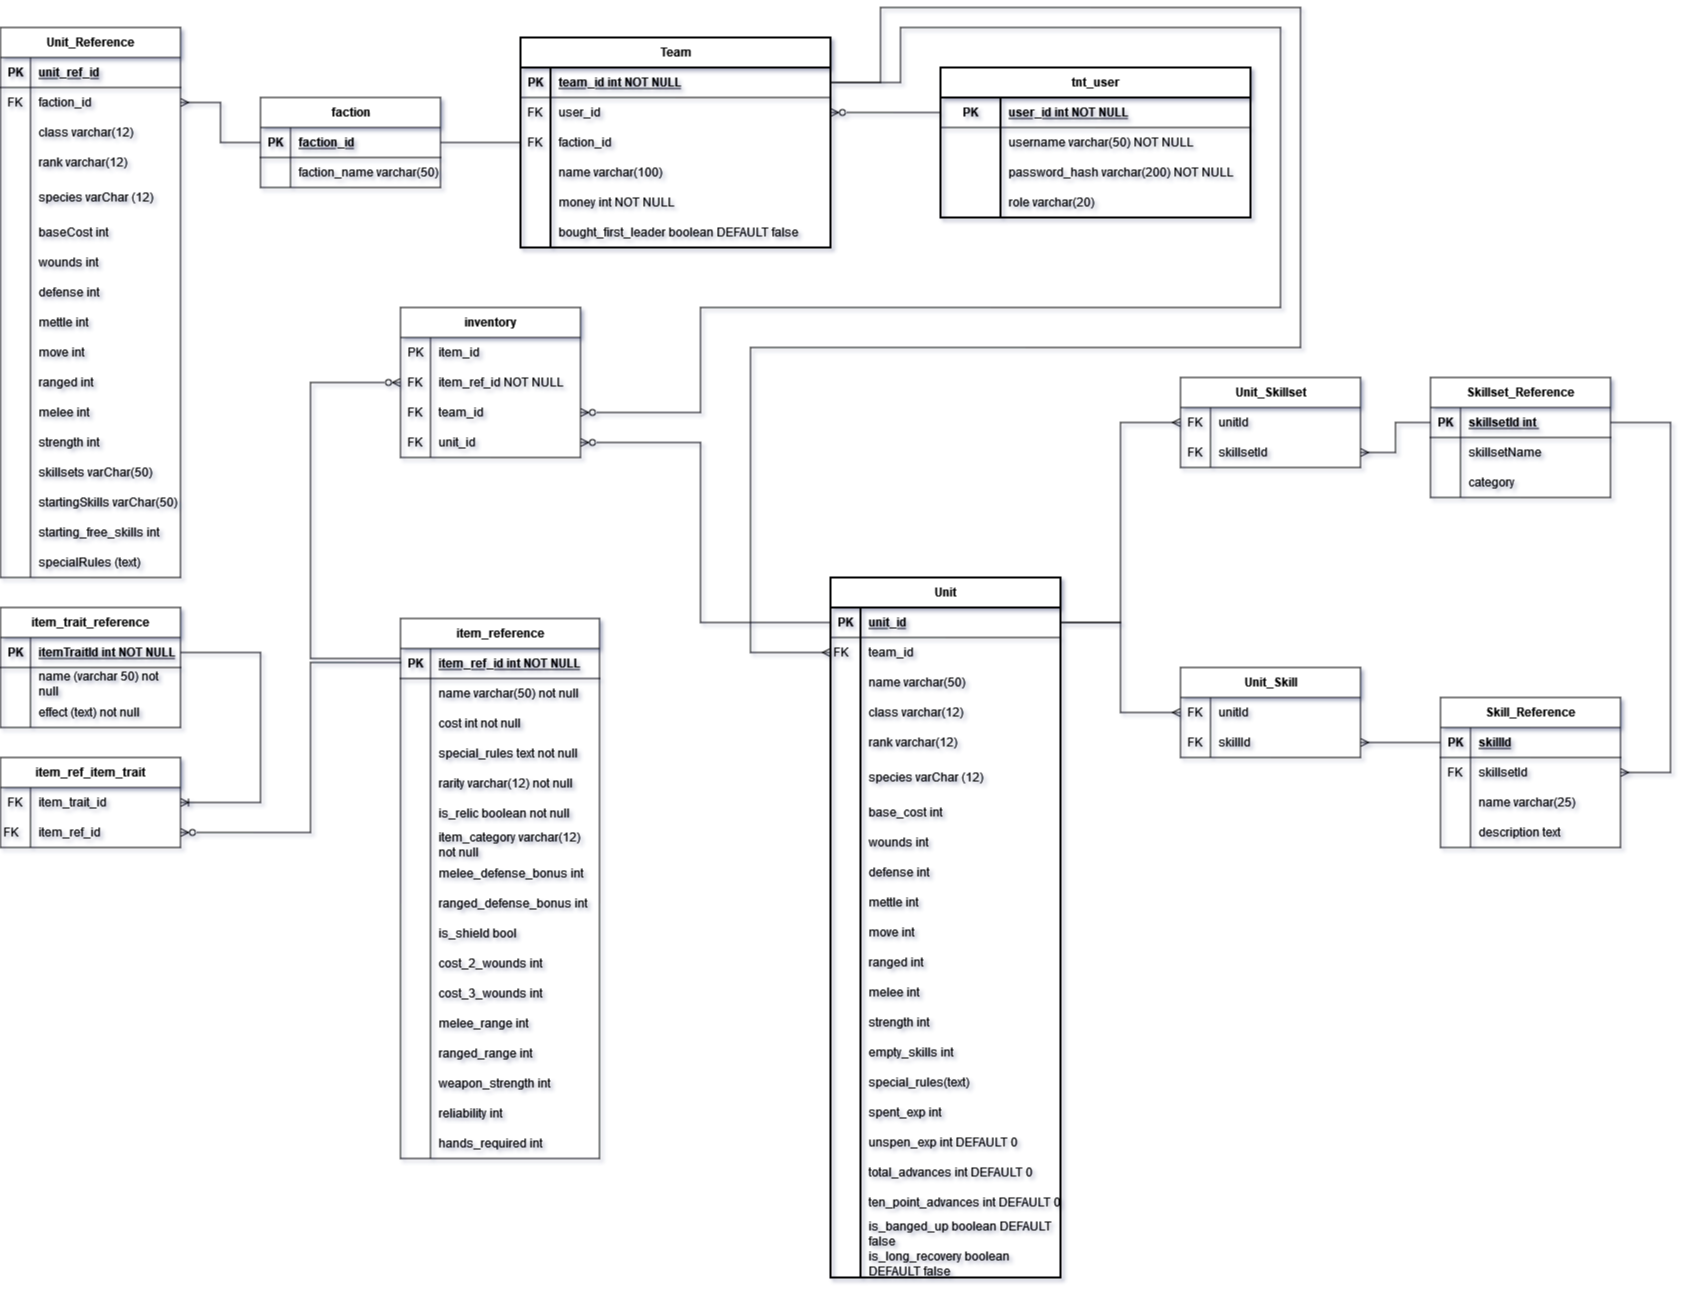 Unit_Reference
PK unit_ref_id
FK faction_id
class varchar(12)
rank varchar(12)
species varChar (12)
baseCost int
wounds int
defense int
mettle int
move int
ranged int
melee int
strength int
skillsets varChar(50)
startingSkills varChar(50)
starting_free_skills int
specialRules (text)
faction
PK faction_id
faction_name varchar(50)
Team
PK team_id int NOT NULL
FK user_id
FK faction_id
name varchar(100)
money int NOT NULL
bought_first_leader boolean DEFAULT false
tnt_user
PK user_id int NOT NULL
username varchar(50) NOT NULL
password_hash varchar(200) NOT NULL
role varchar(20)
inventory
PK item_id
FK item_ref_id NOT NULL
FK team_id
FK unit_id
Unit_Skillset
FK unitId
FK skillsetId
Skillset_Reference
PK skillsetId int
skillsetName
category
item_trait_reference
PK itemTraitId int NOT NULL
name (varchar 50) not
null
effect (text) not null
item_ref_item_trait
FK item_trait_id
FK item_ref_id
item_reference
PK item_ref_id int NOT NULL
name varchar(50) not null
cost int not null
special_rules text not null
rarity varchar(12) not null
is_relic boolean not null
item_category varchar(12)
not null
melee_defense_bonus int
ranged_defense_bonus int
is_shield bool
cost_2_wounds int
cost_3_wounds int
melee_range int
ranged_range int
weapon_strength int
reliability int
hands_required int
Unit
PK unit_id
FK team_id
name varchar(50)
class varchar(12)
rank varchar(12)
species varChar (12)
base_cost int
wounds int
defense int
mettle int
move int
ranged int
melee int
strength int
empty_skills int
special_rules(text)
spent_exp int
unspen_exp int DEFAULT 0
total_advances int DEFAULT 0
ten_point_advances int DEFAULT 0
is_banged_up boolean DEFAULT
false
is_long_recovery boolean
DEFAULT false
Unit_Skill
FK unitId
FK skillId
Skill_Reference
PK skillId
FK skillsetId
name varchar(25)
description text